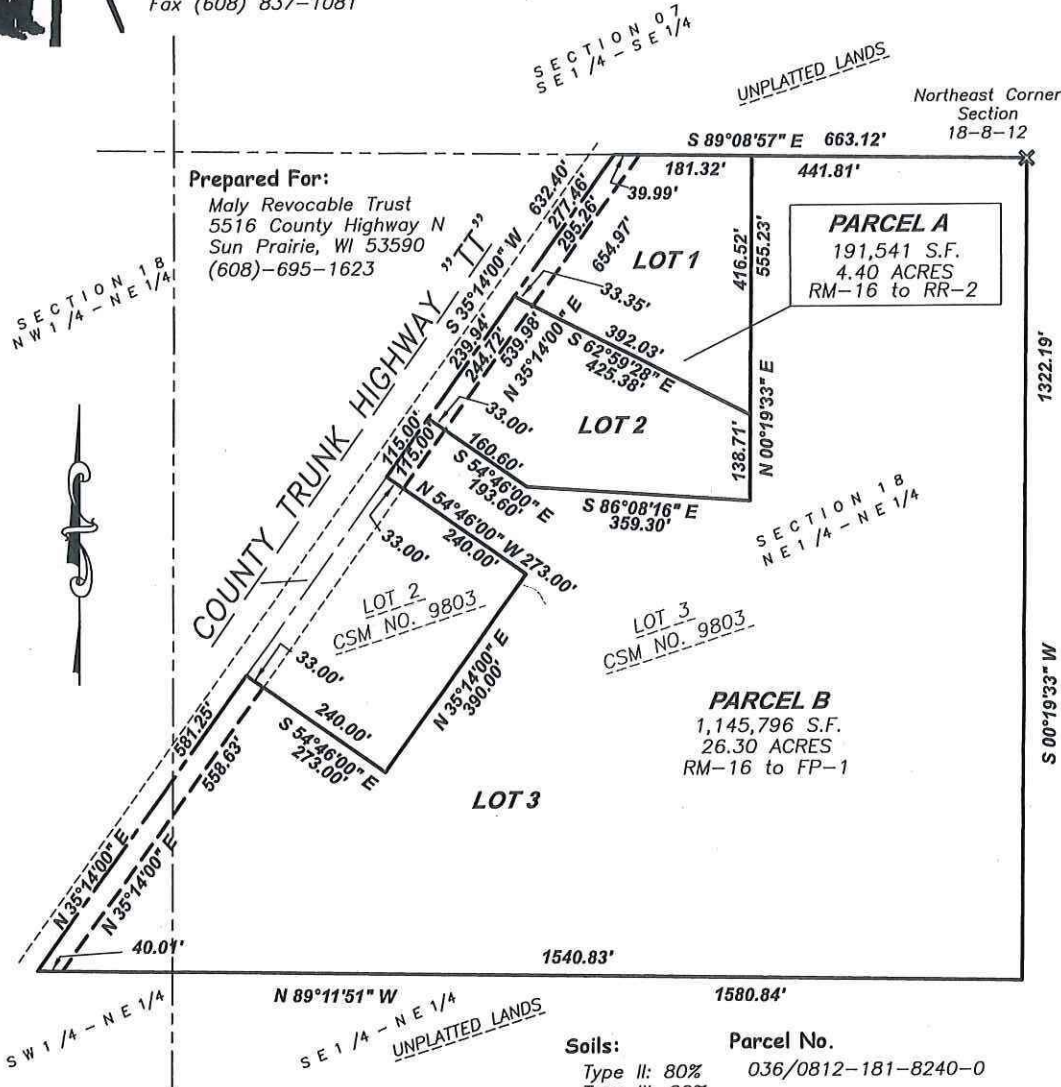 Fax (608) 837-1081
SECTION 07
SE 1/4 - SE 1/4
UNPLATTED LANDS
Northeast Corner
Section
18-8-12
S 89°08'57" E 663.12'
181.32'
441.81'
39.99'
Prepared For:
Maly Revocable Trust
5516 County Highway N
Sun Prairie, WI 53590
(608)-695-1623
SECTION 18
NW 1/4 - NE 1/4
COUNTY TRUNK HIGHWAY "TT"
S 35°14'00" W 632.40'
277.46'
295.26'
654.97'
LOT 1
416.52'
555.23'
PARCEL A
191,541 S.F.
4.40 ACRES
RM-16 to RR-2
33.35'
392.03'
S 62°59'28" E
425.38'
239.94'
244.72'
539.98'
N 35°14'00" E
33.00'
LOT 2
138.71'
N 00°19'33" E
1322.19'
115.00'
115.00'
160.60'
S 54°46'00" E
193.60'
S 86°08'16" E
359.30'
SECTION 18
NE 1/4 - NE 1/4
N 54°46'00" W 273.00'
240.00'
33.00'
LOT 2
CSM NO. 9803
LOT 3
CSM NO. 9803
N 35°14'00" E
390.00'
33.00'
240.00'
S 54°46'00" E
273.00'
PARCEL B
1,145,796 S.F.
26.30 ACRES
RM-16 to FP-1
S 00°19'33" W
581.25'
558.63'
LOT 3
N 35°14'00" E
N 35°14'00" E
40.01'
1540.83'
N 89°11'51" W
1580.84'
SW 1/4 - NE 1/4
SE 1/4 - NE 1/4
UNPLATTED LANDS
Soils:
Type II: 80%
Parcel No.
036/0812-181-8240-0